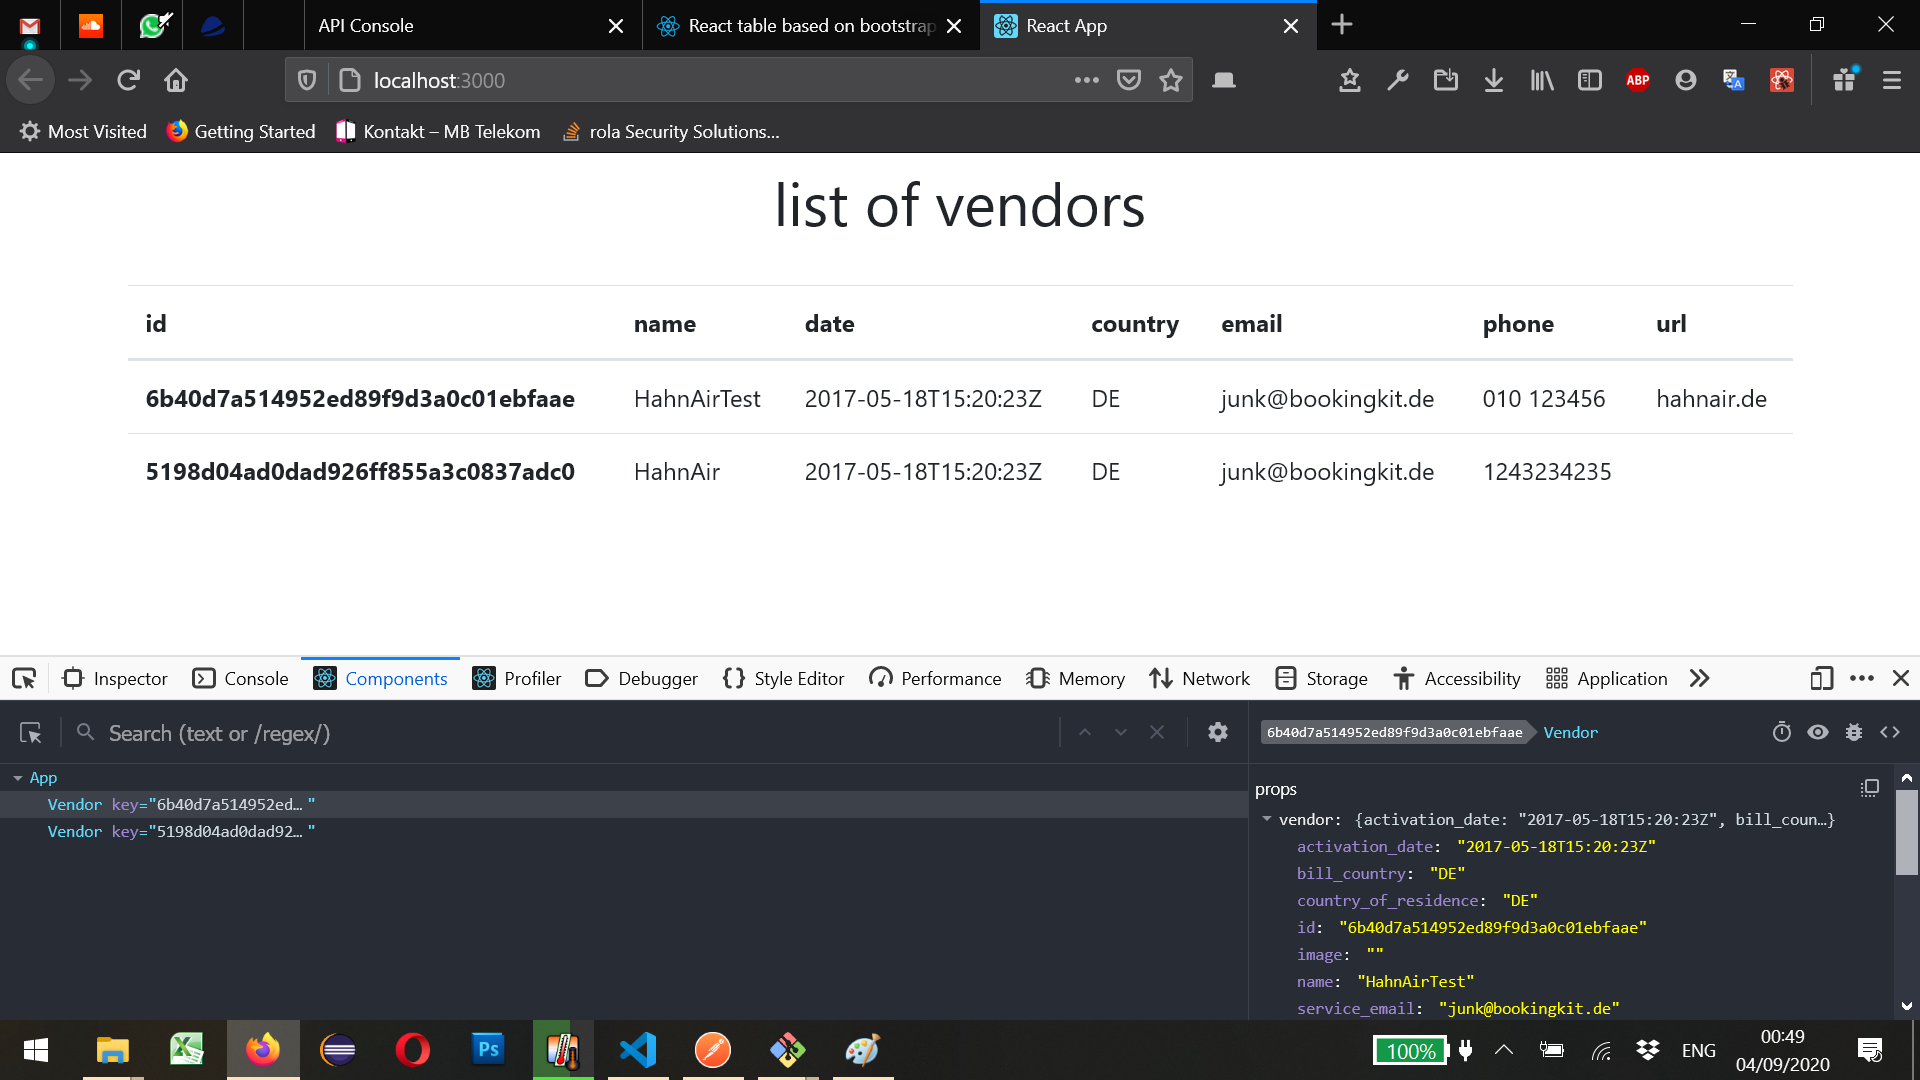 API Console
React table based on bootstrap
React App
localhost:3000
ABP
Most Visited
Getting Started
Kontakt – MB Telekom
rola Security Solutions...
list of vendors
id name date country email phone url
6b40d7a514952ed89f9d3a0c01ebfaae HahnAirTest 2017-05-18T15:20:23Z DE junk@bookingkit.de 010 123456 hahnair.de
5198d04ad0dad926ff855a3c0837adc0 HahnAir 2017-05-18T15:20:23Z DE junk@bookingkit.de 1243234235
Inspector Console Components Profiler Debugger Style Editor Performance Memory Network Storage Accessibility Application
Search (text or /regex/)
6b40d7a514952ed89f9d3a0c01ebfaae Vendor
App
Vendor key="6b40d7a514952ed…"
Vendor key="5198d04ad0dad92…"
props
vendor: {activation_date: "2017-05-18T15:20:23Z", bill_coun…}
activation_date: "2017-05-18T15:20:23Z"
bill_country: "DE"
country_of_residence: "DE"
id: "6b40d7a514952ed89f9d3a0c01ebfaae"
image: ""
name: "HahnAirTest"
service_email: "junk@bookingkit.de"
Ps
100%
ENG
00:49
04/09/2020